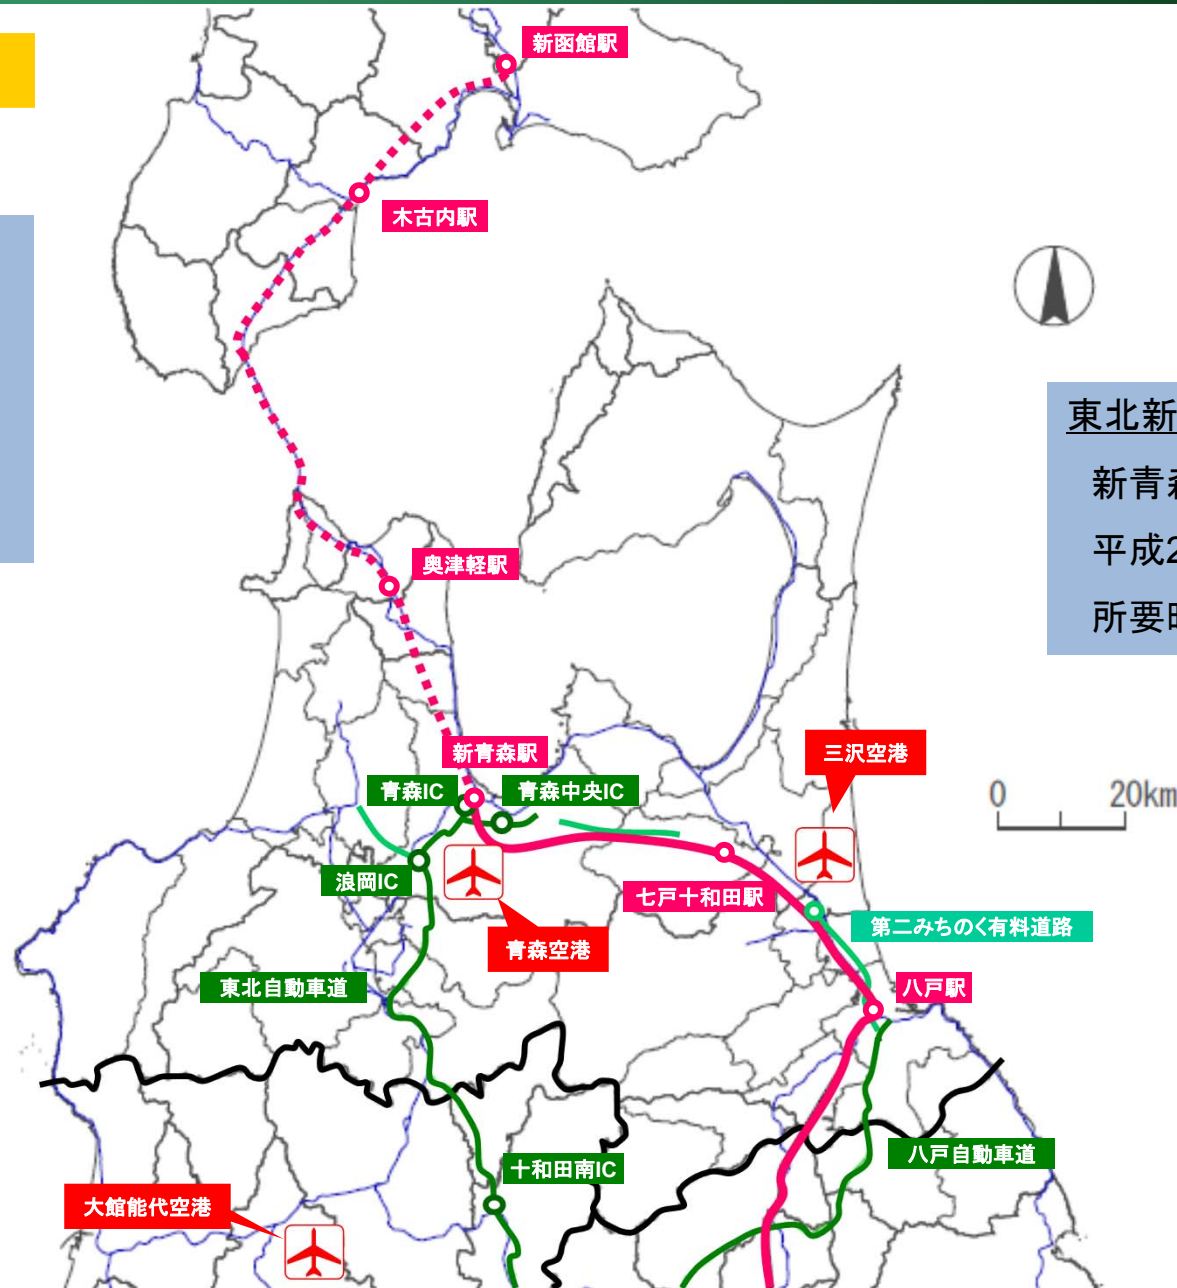 新函館駅
木古内駅
東北新
新青
平成2
所要
奥津軽駅
新青森駅
三沢空港
青森IC
青森中央IC
0
20km
浪岡IC
七戸十和田駅
第二みちのく有料道路
青森空港
東北自動車道
八戸駅
八戸自動車道
十和田南IC
大館能代空港